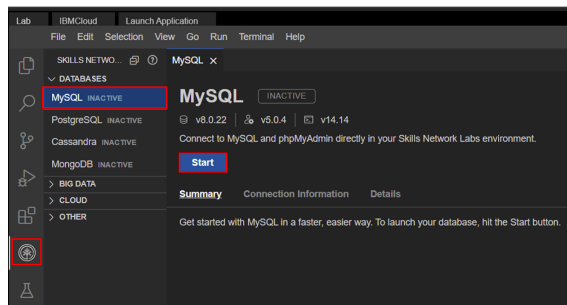 Lab IBMCloud Launch Application
File Edit Selection View Go Run Terminal Help
SKILLS NETWO...
MySQL ×
DATABASES
MySQL INACTIVE
PostgreSQL INACTIVE
Cassandra INACTIVE
MongoDB INACTIVE
BIG DATA
CLOUD
OTHER
MySQL INACTIVE
v8.0.22 v5.0.4 v14.14
Connect to MySQL and phpMyAdmin directly in your Skills Network Labs environment.
Start
Summary Connection Information Details
Get started with MySQL in a faster, easier way. To launch your database, hit the Start button.